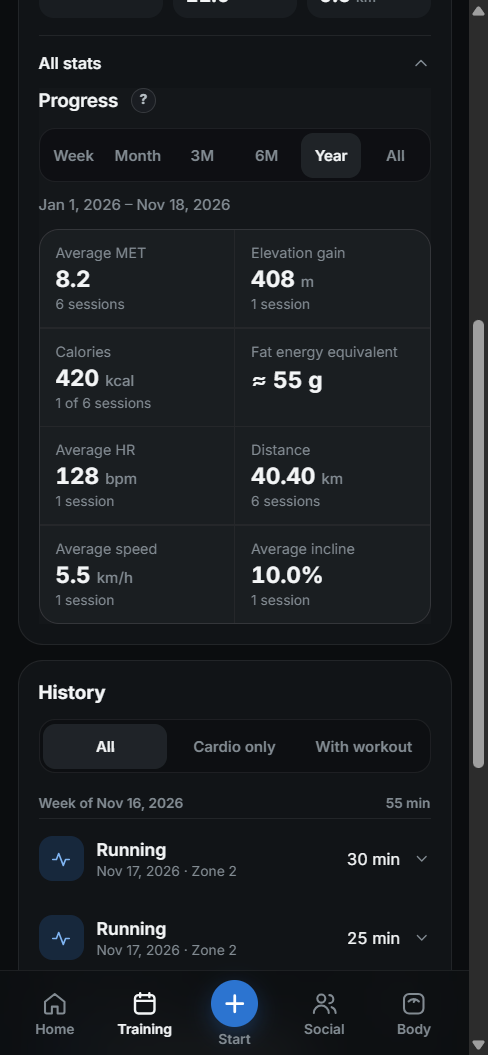 All stats
Progress ?
Week Month 3M 6M Year All
Jan 1, 2026 – Nov 18, 2026
Average MET
8.2
6 sessions
Elevation gain
408 m
1 session
Calories
420 kcal
1 of 6 sessions
Fat energy equivalent
≈ 55 g
Average HR
128 bpm
1 session
Distance
40.40 km
6 sessions
Average speed
5.5 km/h
1 session
Average incline
10.0%
1 session
History
All Cardio only With workout
Week of Nov 16, 2026 55 min
Running
Nov 17, 2026 · Zone 2
30 min
Running
Nov 17, 2026 · Zone 2
25 min
Home Training Start Social Body